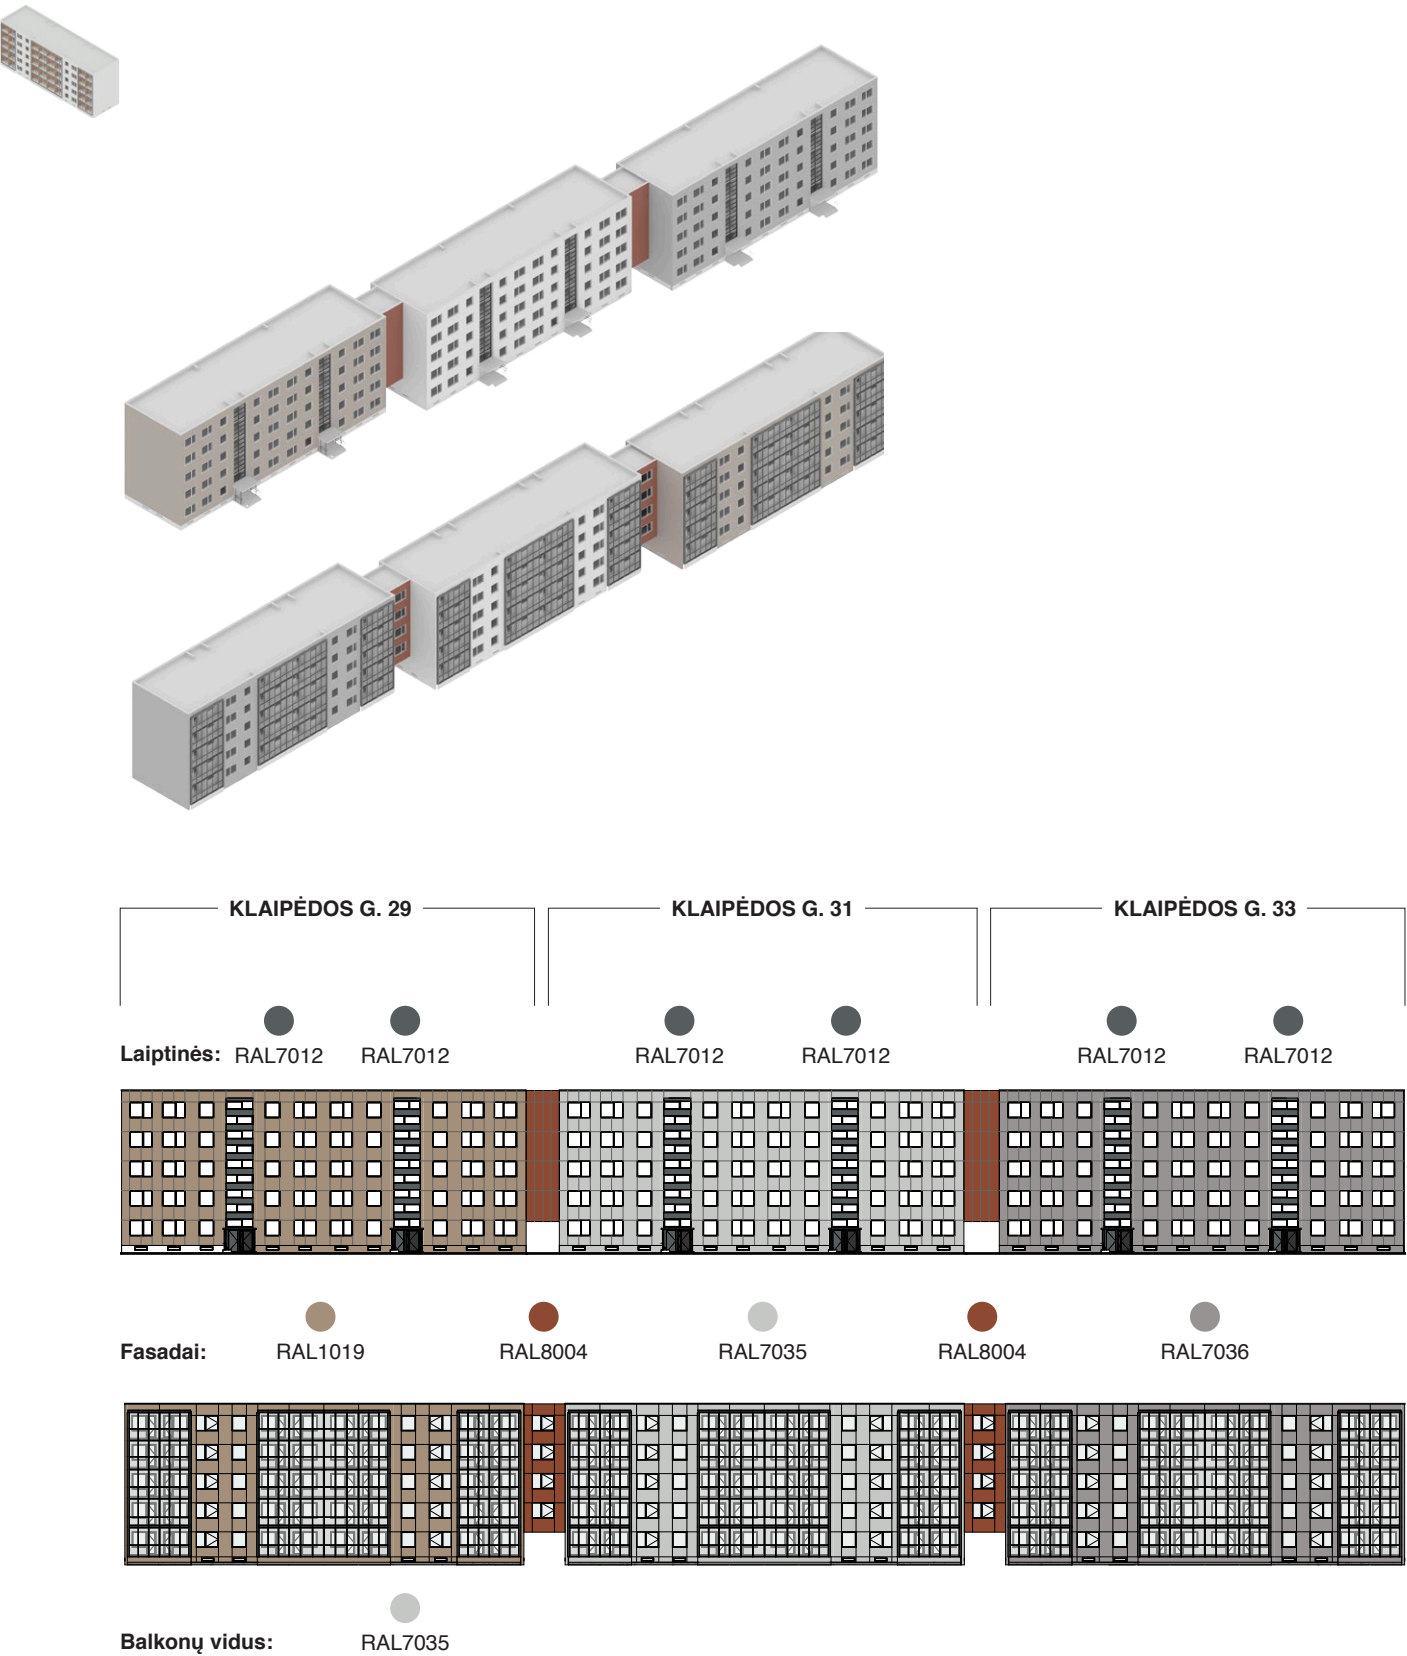 KLAIPĖDOS G. 29 KLAIPĖDOS G. 31 KLAIPĖDOS G. 33
Laiptinės: RAL7012 RAL7012 RAL7012 RAL7012 RAL7012 RAL7012
Fasadai: RAL1019 RAL8004 RAL7035 RAL8004 RAL7036
Balkonų vidus: RAL7035